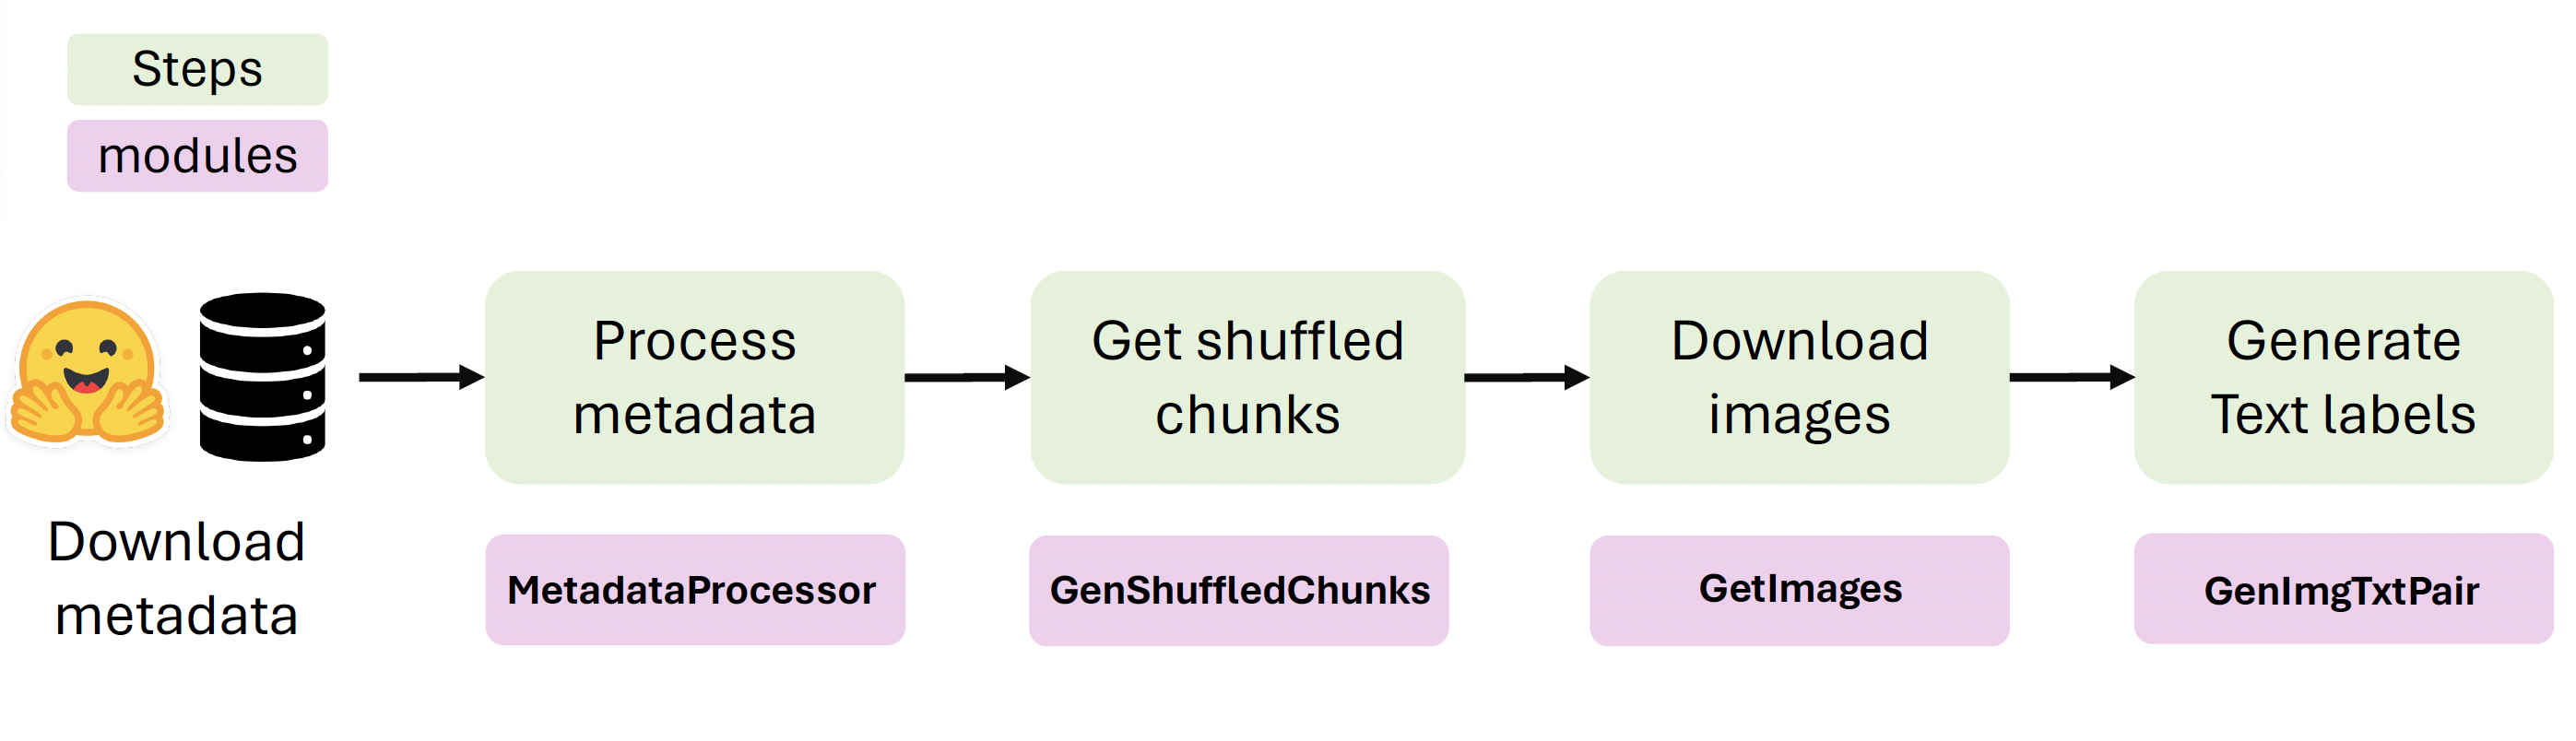 Steps
modules
Download
metadata
Process
metadata
MetadataProcessor
Get shuffled
chunks
GenShuffledChunks
Download
images
GetImages
Generate
Text labels
GenImgTxtPair